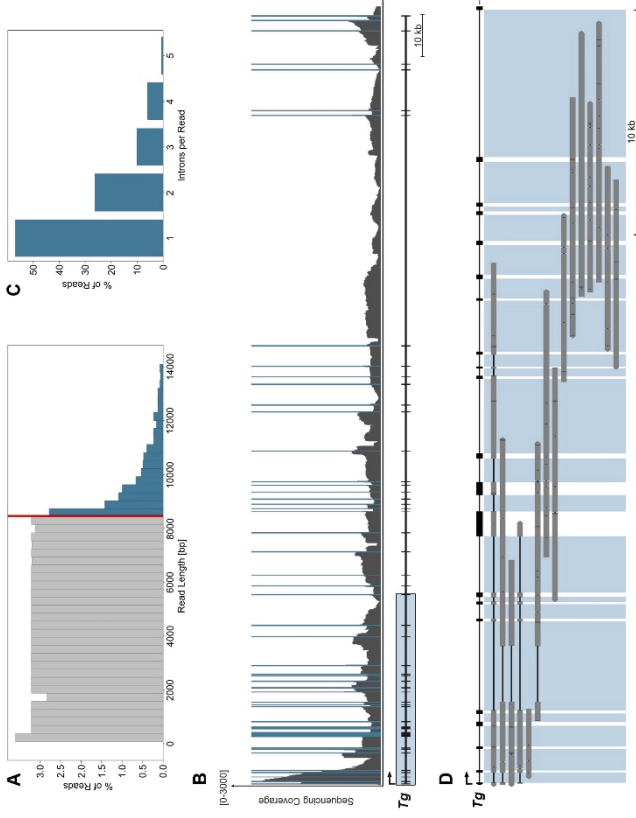 A
% of Reads
3.0
2.5
2.0
1.5
1.0
0.5
0.0
0
2000
4000
6000
8000
10000
12000
14000
Read Length [bp]
C
% of Reads
50
40
30
20
10
0
1
2
3
4
5
Introns per Read
B
[0-3000]
Sequencing Coverage
Tg
10 kb
D
Tg
10 kb